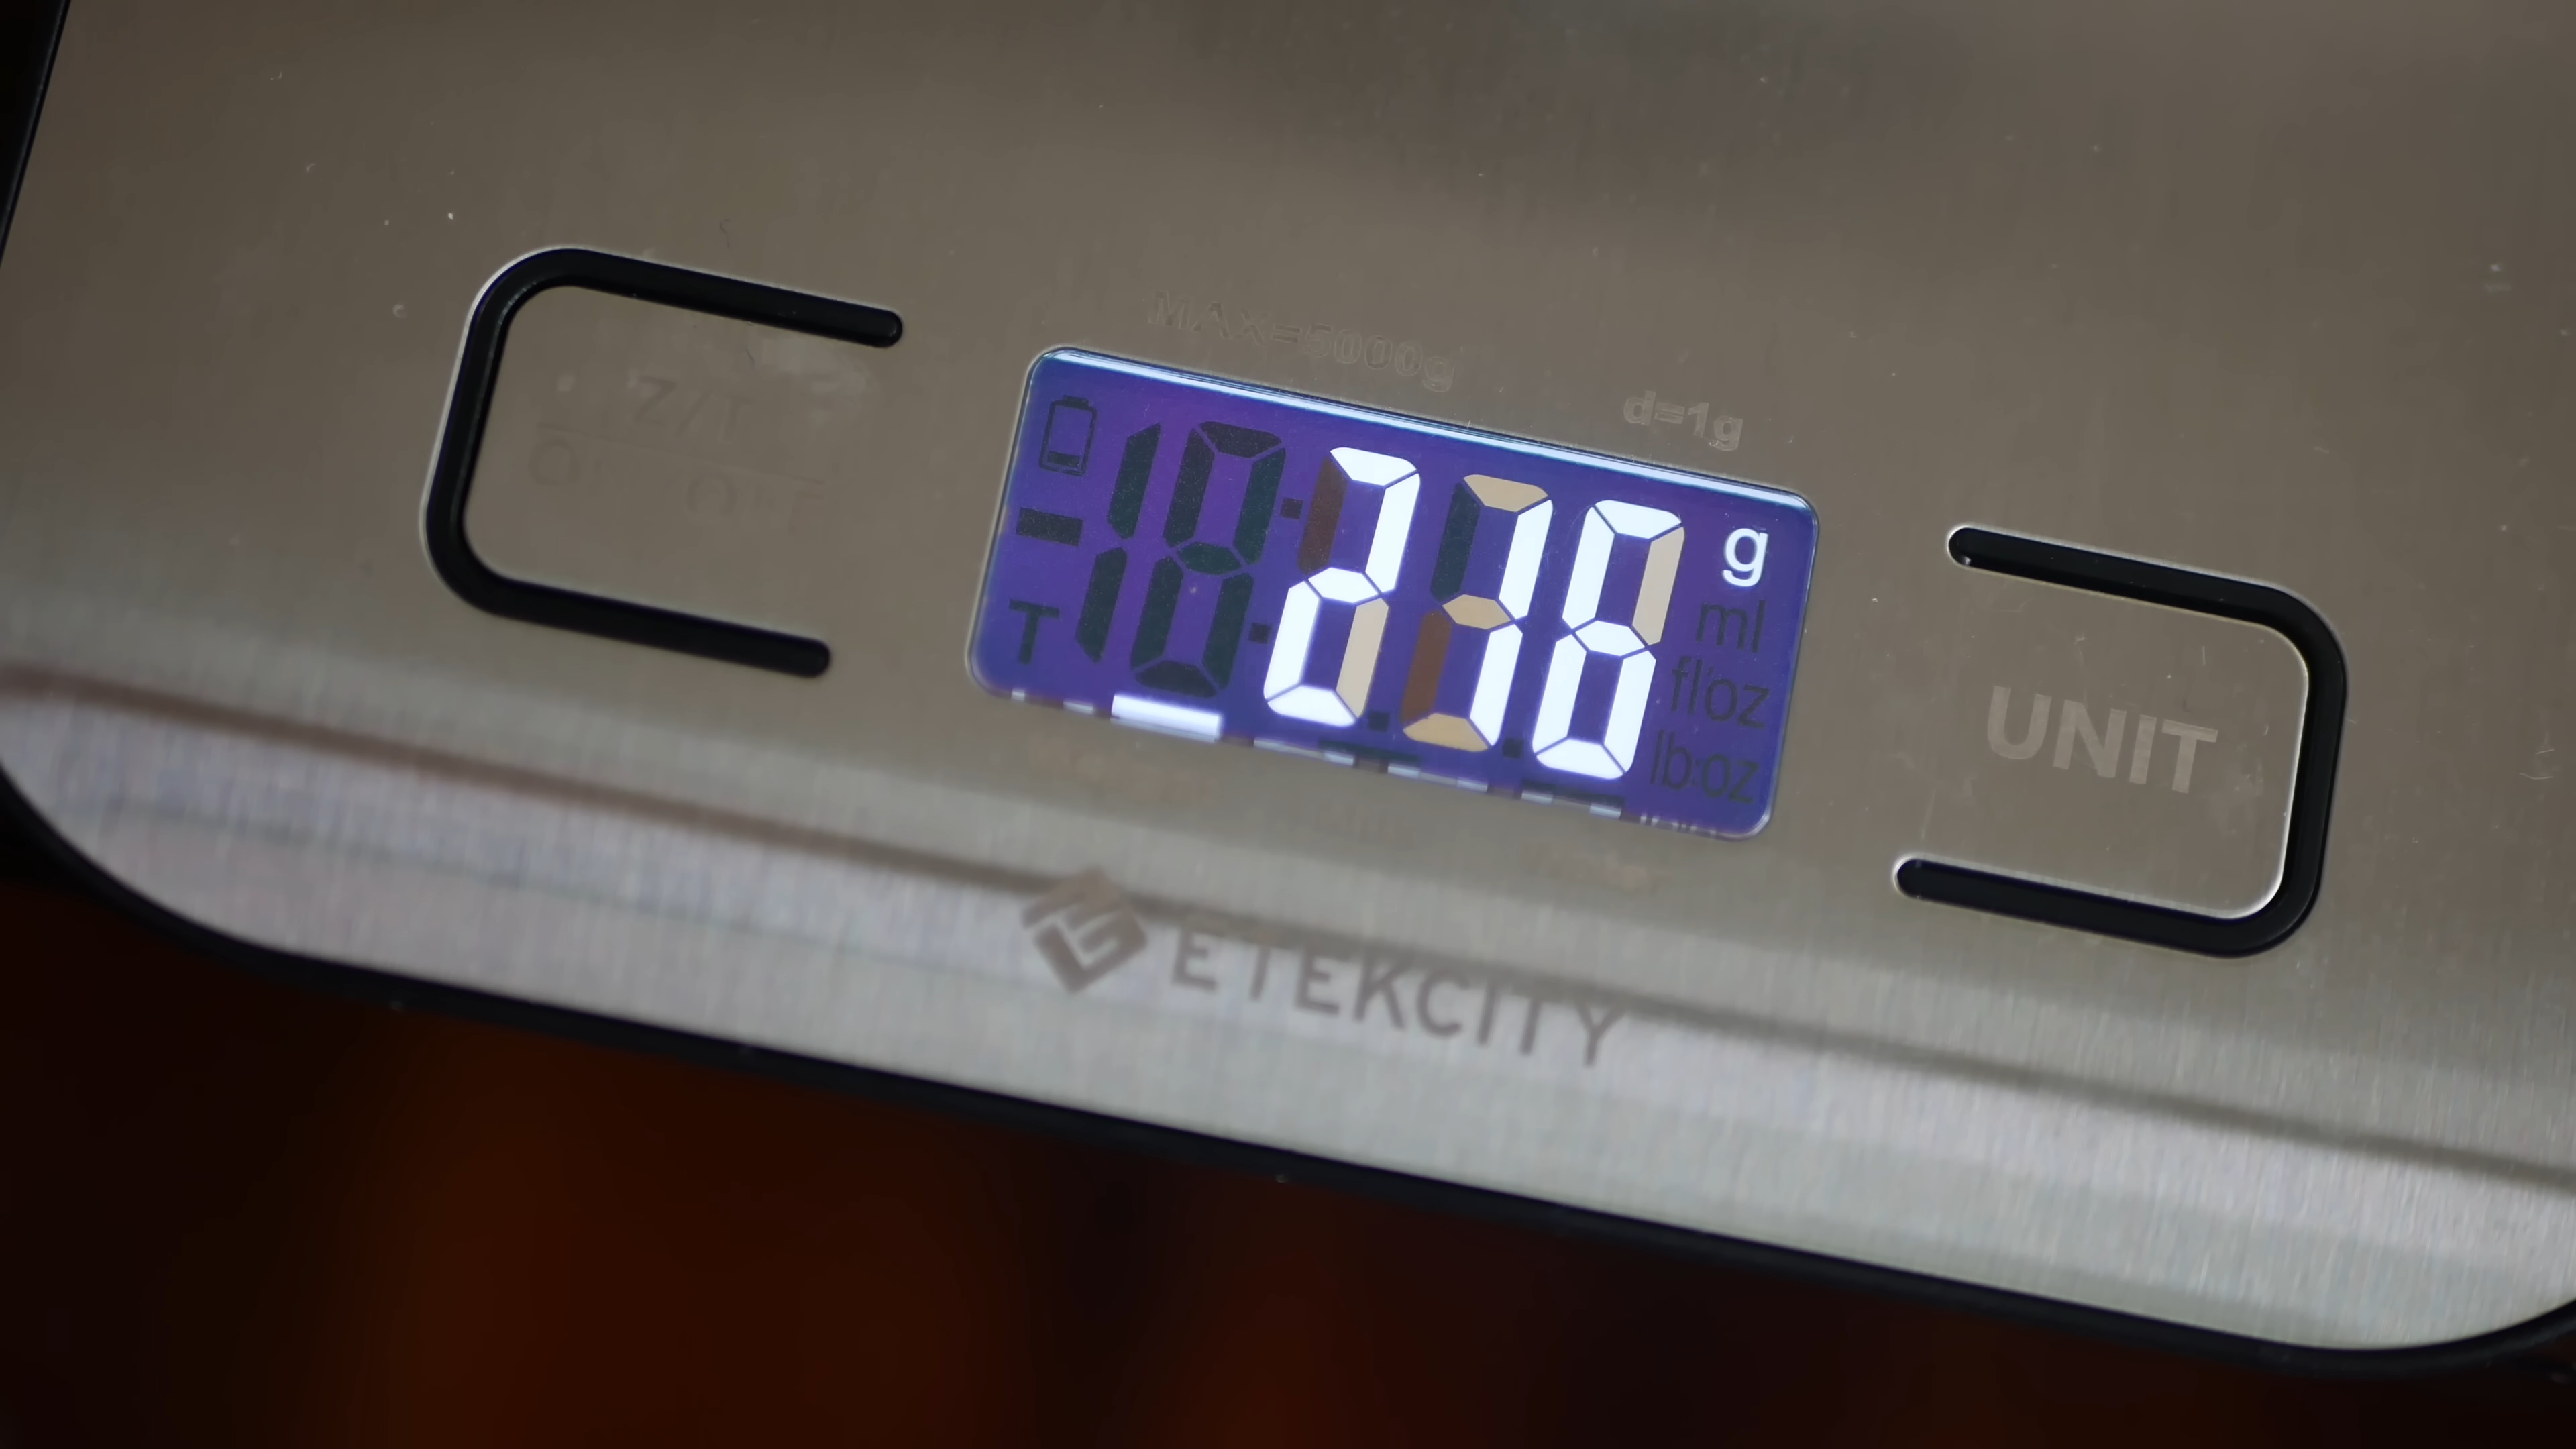 MAX=5000g
d=1g
g
ml
T
fl'oz
lb:oz
UNIT
ETEKCITY